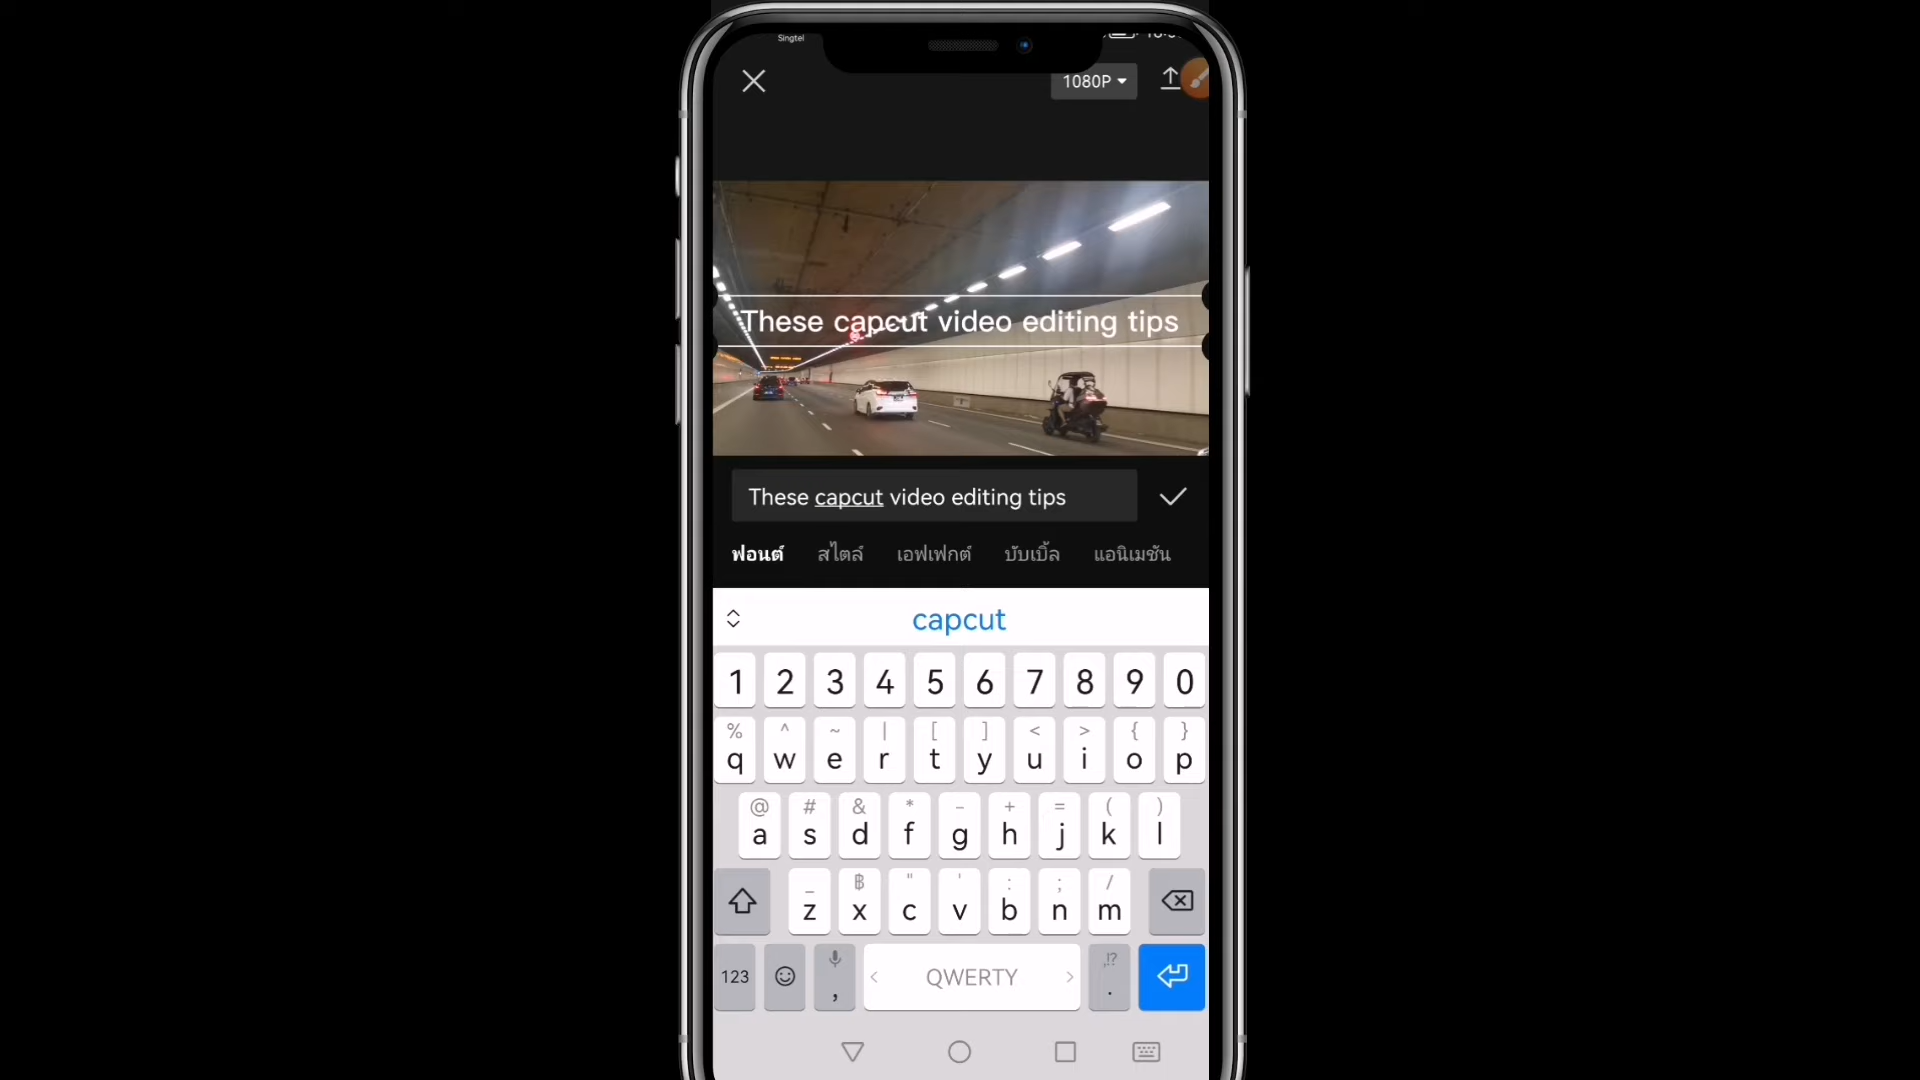 Singtel
1080P
These capcut video editing tips
These capcut video editing tips
ฟอนต์ สไตล์ เอฟเฟกต์ บับเบิ้ล แอนิเมชัน
capcut
1 2 3 4 5 6 7 8 9 0
% ^ ~ | [ ] < > { }
q w e r t y u i o p
@ # & * - + = ( )
a s d f g h j k l
_ ฿ " ' : ; /
z x c v b n m
,!?
123 , QWERTY .